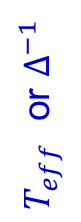 T_eff or Δ⁻¹